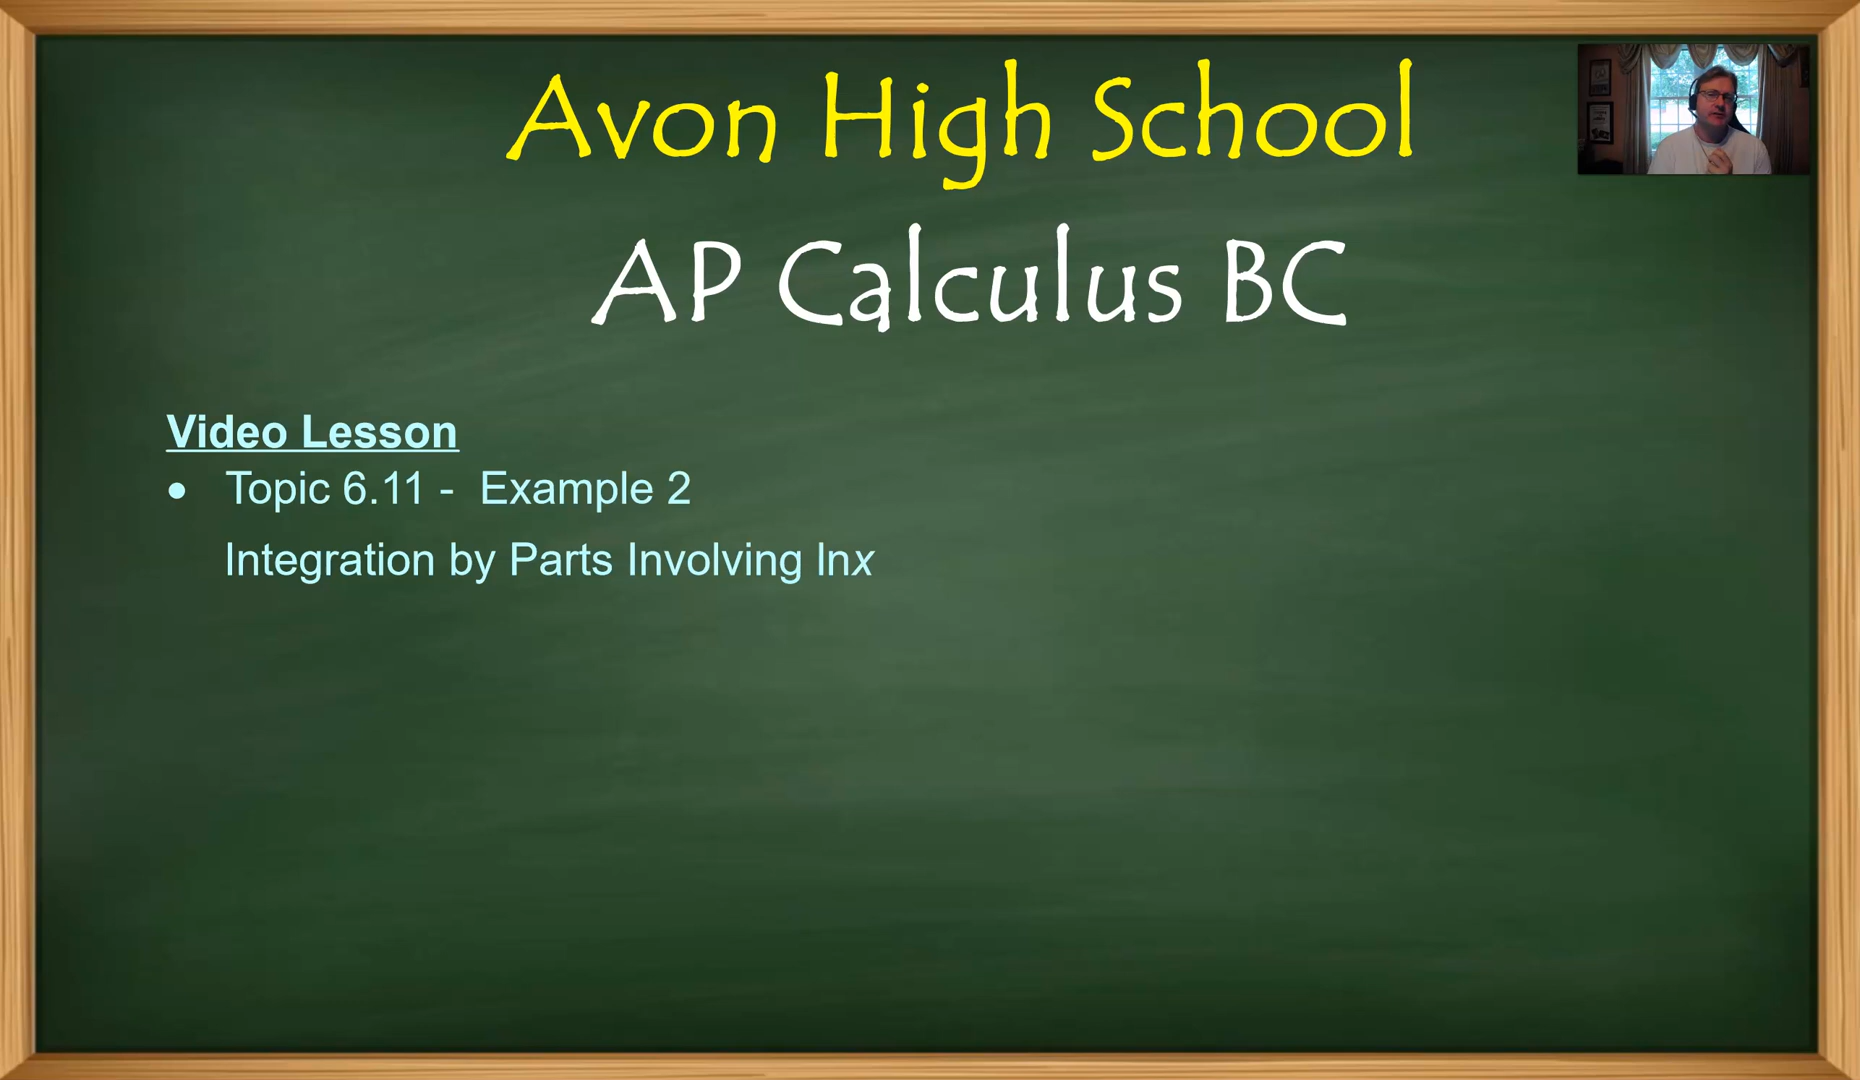 Avon High School
AP Calculus BC
Video Lesson
• Topic 6.11 - Example 2
Integration by Parts Involving lnx